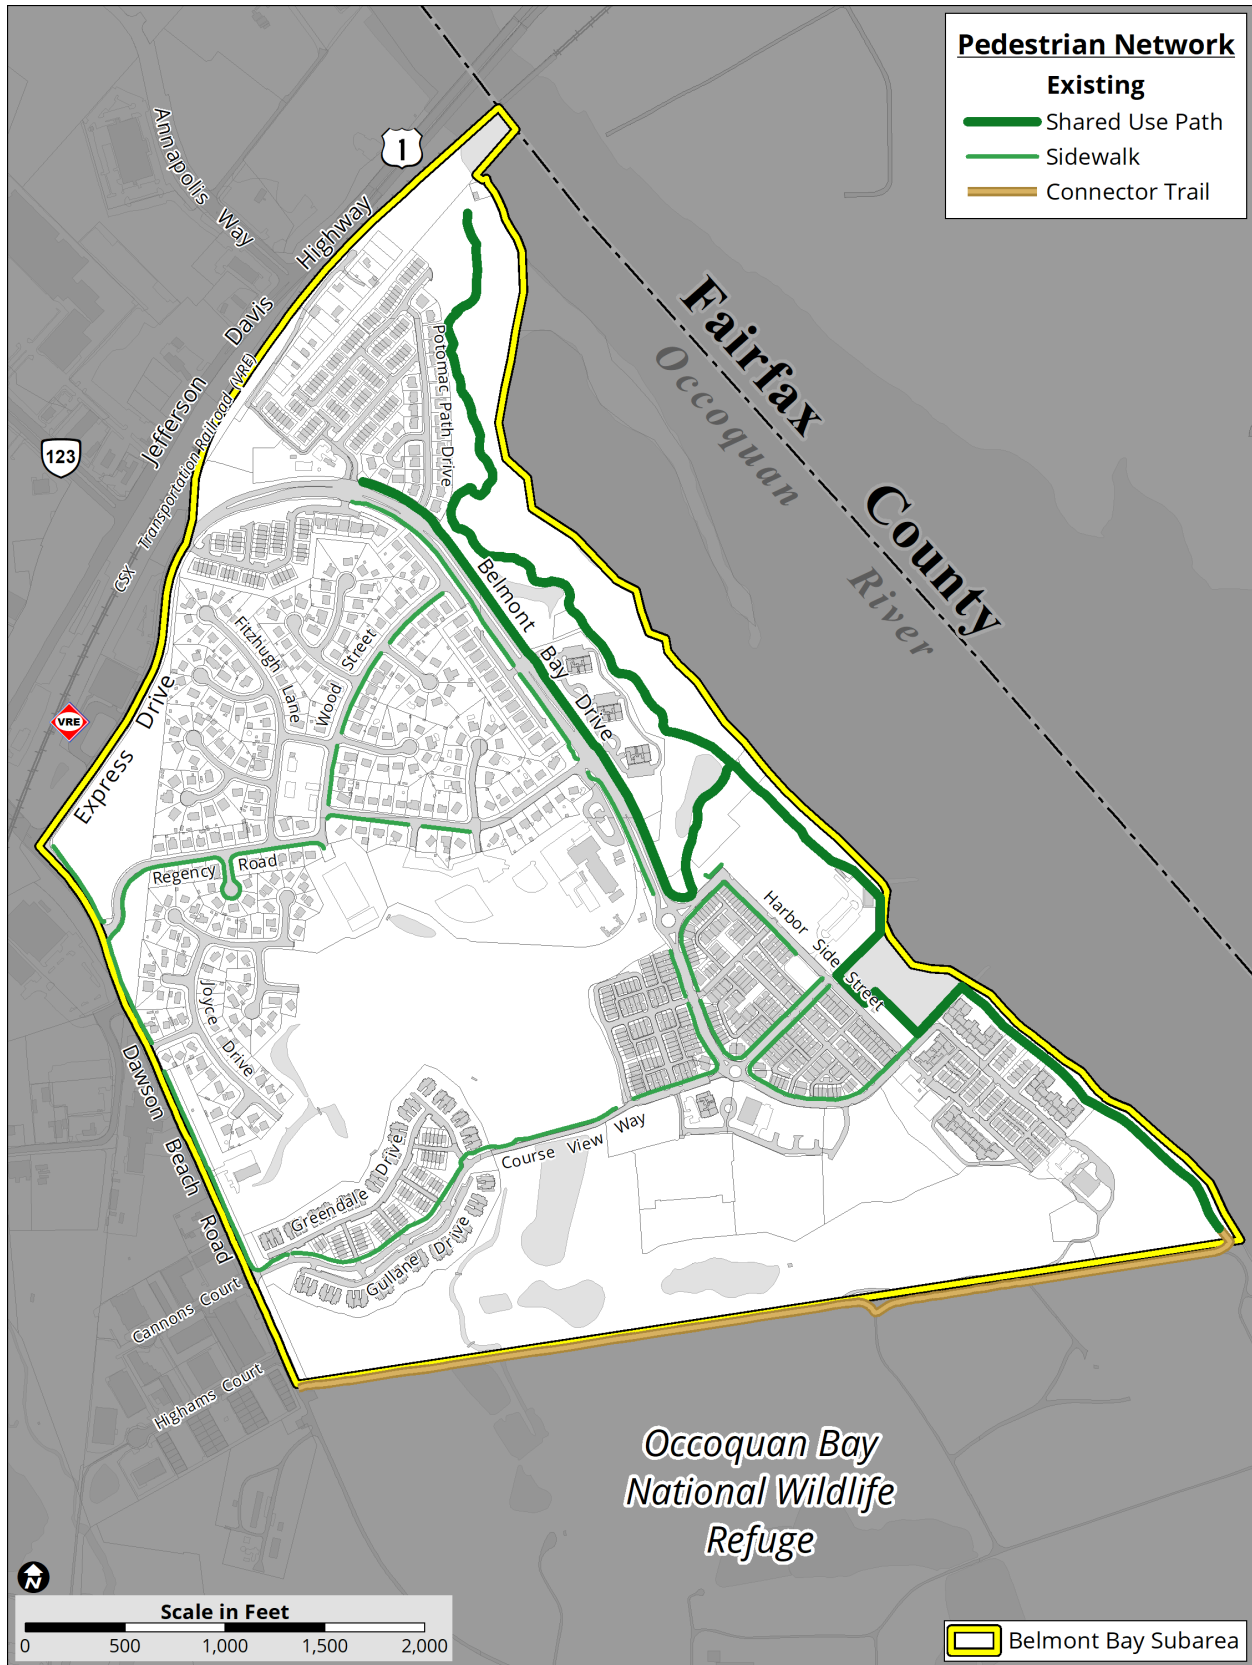 Pedestrian Network
Existing
Shared Use Path
Sidewalk
Connector Trail
1
Annapolis Way
Jefferson Davis Highway
CSX Transportation Railroad (VRE)
123
VRE
Fairfax County
Occoquan River
Potomac Path Drive
Belmont Bay Drive
Fitzhugh Lane
Wood Street
Express Drive
Regency Road
Harbor Side Street
Joyce Drive
Dawson Beach Road
Course View Way
Greendale Drive
Gullane Drive
Cannons Court
Highams Court
Occoquan Bay
National Wildlife
Refuge
N
Scale in Feet
0 500 1,000 1,500 2,000
Belmont Bay Subarea